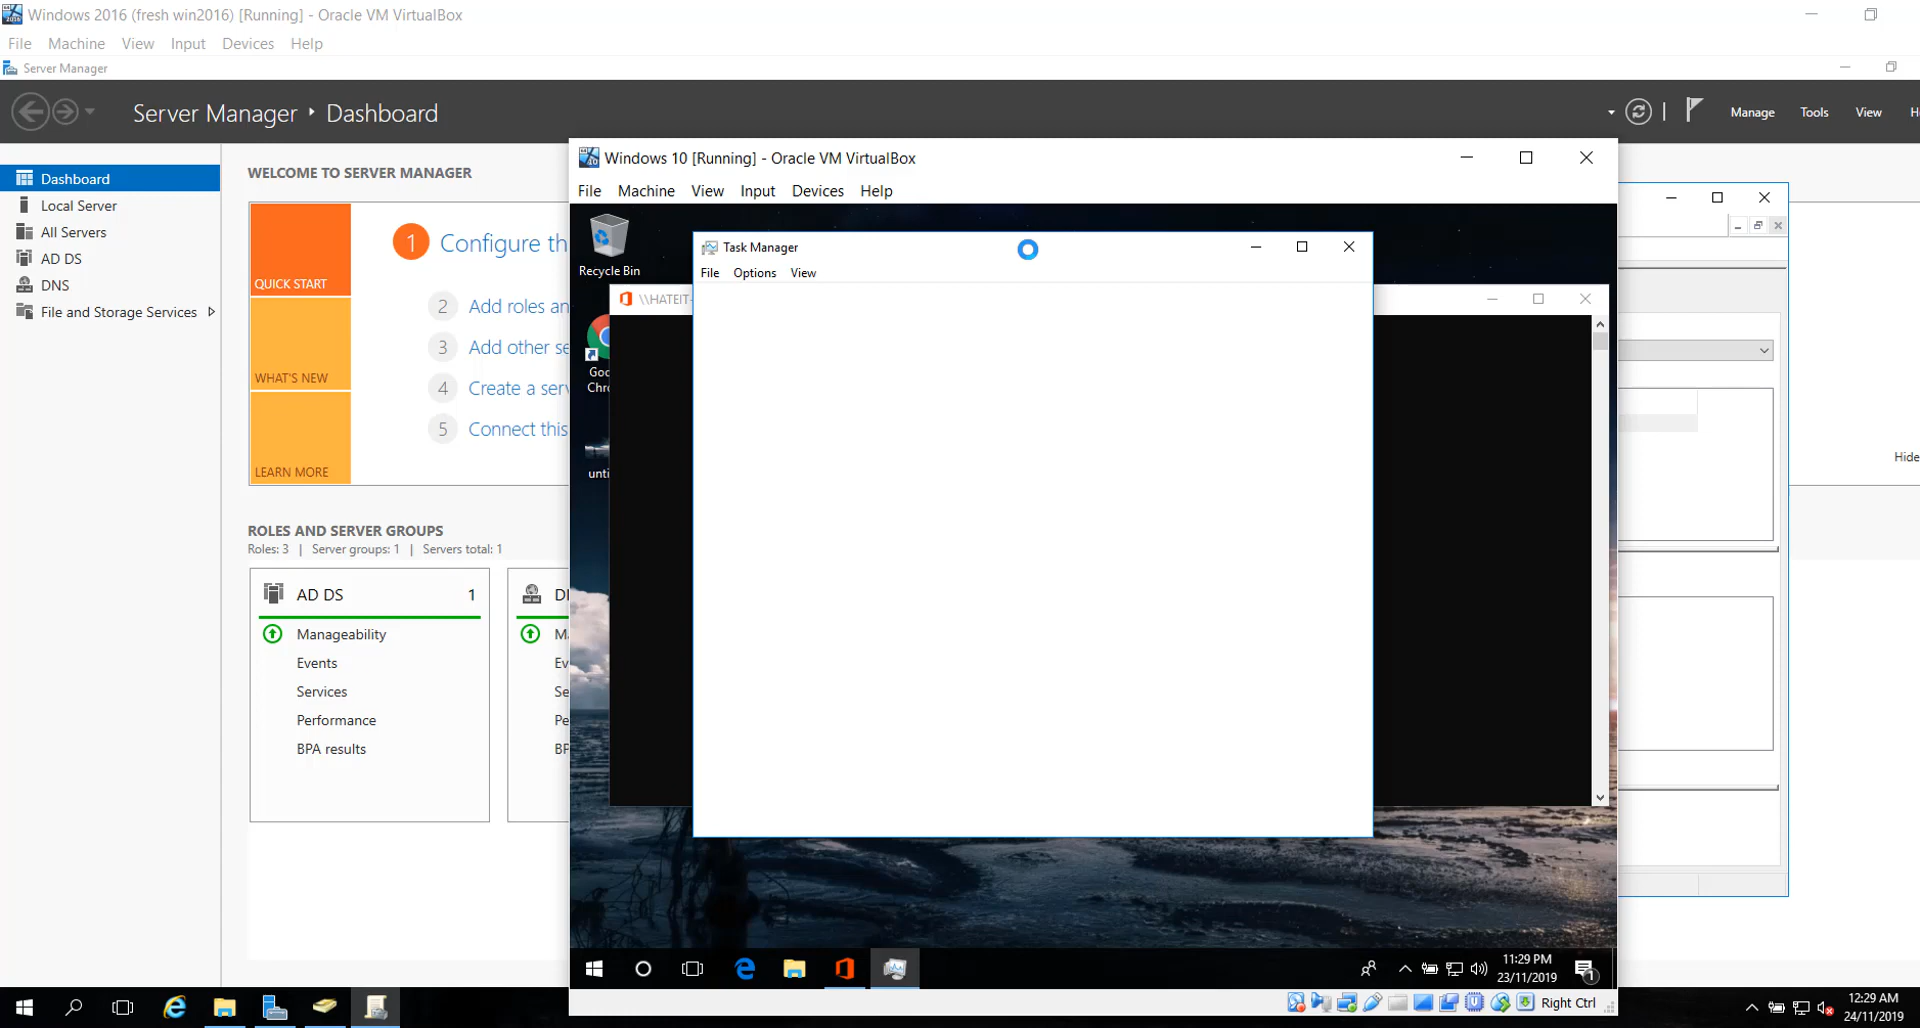 Windows 2016 (fresh win2016) [Running] - Oracle VM VirtualBox
File Machine View Input Devices Help
Server Manager
Server Manager ‣ Dashboard
Manage Tools View
Dashboard
Local Server
All Servers
AD DS
DNS
File and Storage Services
WELCOME TO SERVER MANAGER
QUICK START
WHAT'S NEW
LEARN MORE
1 Configure th
2 Add roles an
3 Add other se
4 Create a serv
5 Connect this
Hide
ROLES AND SERVER GROUPS
Roles: 3 | Server groups: 1 | Servers total: 1
AD DS 1
Manageability
Events
Services
Performance
BPA results
Windows 10 [Running] - Oracle VM VirtualBox
File Machine View Input Devices Help
Recycle Bin
Task Manager
File Options View
\\HATEIT-
Goo
Chro
unti
11:29 PM
23/11/2019
1
Right Ctrl
12:29 AM
24/11/2019